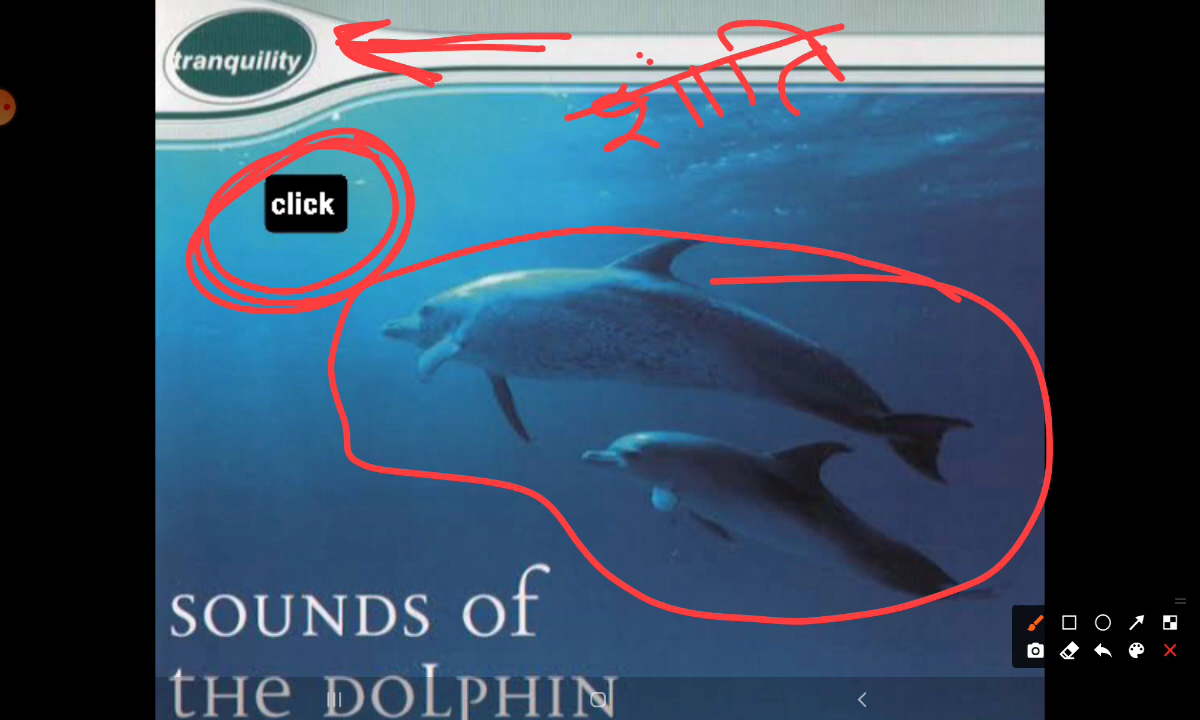 tranquility
शांति
click
SOUNDS of
THE DOLPHIN